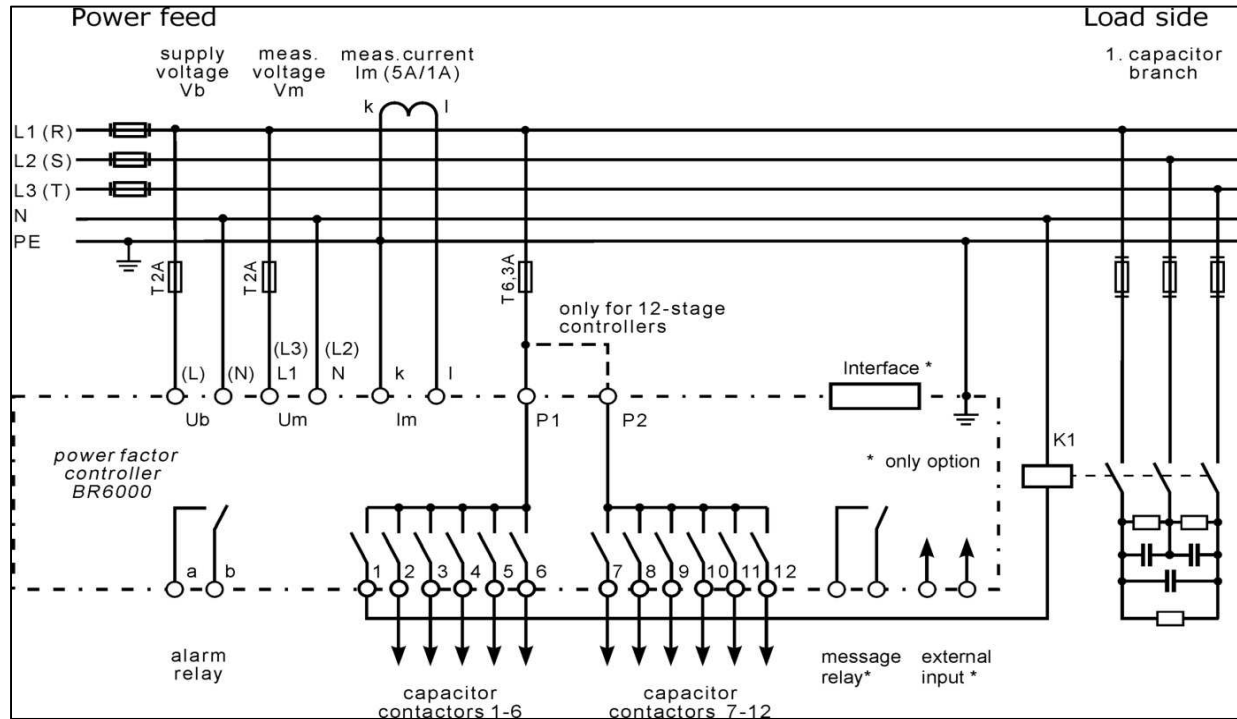 Power feed
Load side
supply
voltage
Vb
meas.
voltage
Vm
meas.current
Im (5A/1A)
1. capacitor
branch
k
l
L1 (R)
L2 (S)
L3 (T)
N
PE
T2A
T2A
T6,3A
only for 12-stage
controllers
(L)
(N)
(L3)
L1
(L2)
N
k
l
Interface *
Ub
Um
Im
P1
P2
K1
power factor
controller
BR6000
* only option
a
b
1
2
3
4
5
6
7
8
9
10
11
12
alarm
relay
capacitor
contactors 1-6
capacitor
contactors 7-12
message
relay*
external
input *